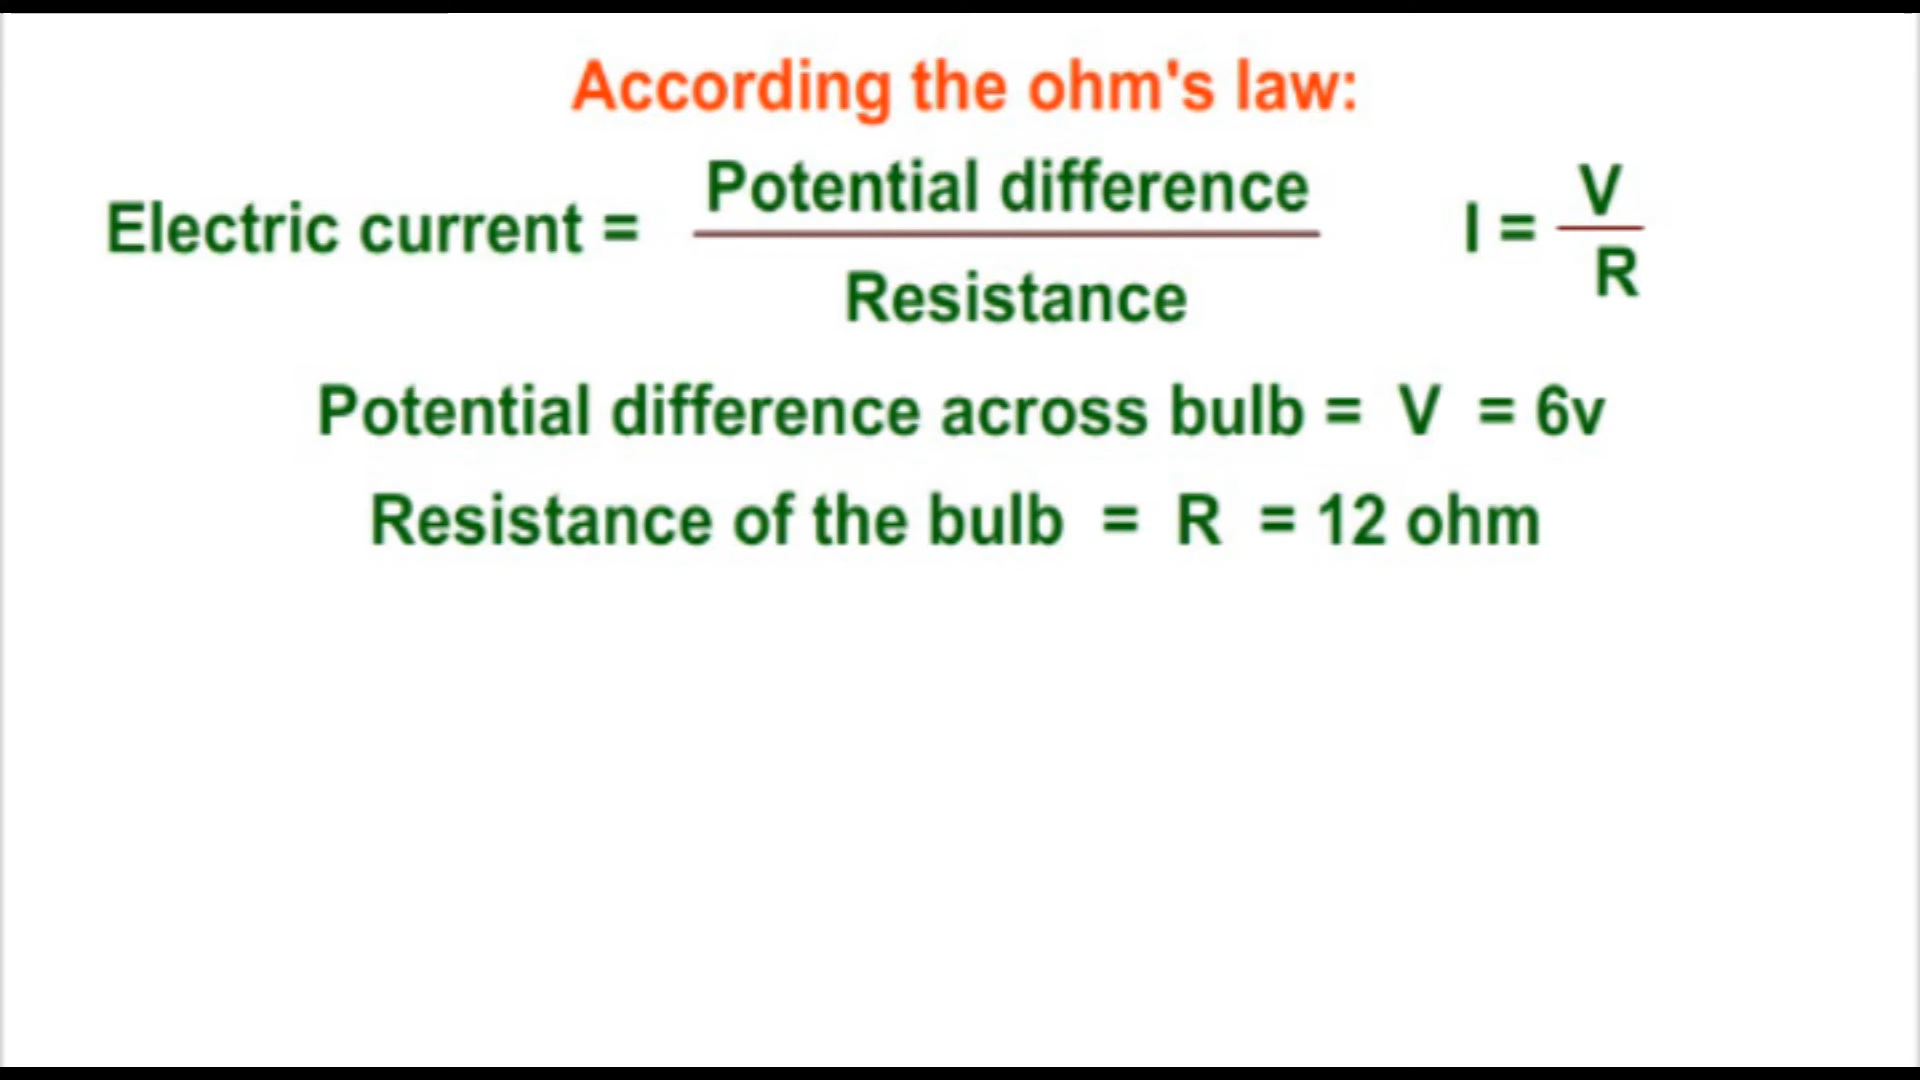 According the ohm's law:
Electric current = Potential difference I = V
Resistance R
Potential difference across bulb = V = 6v
Resistance of the bulb = R = 12 ohm